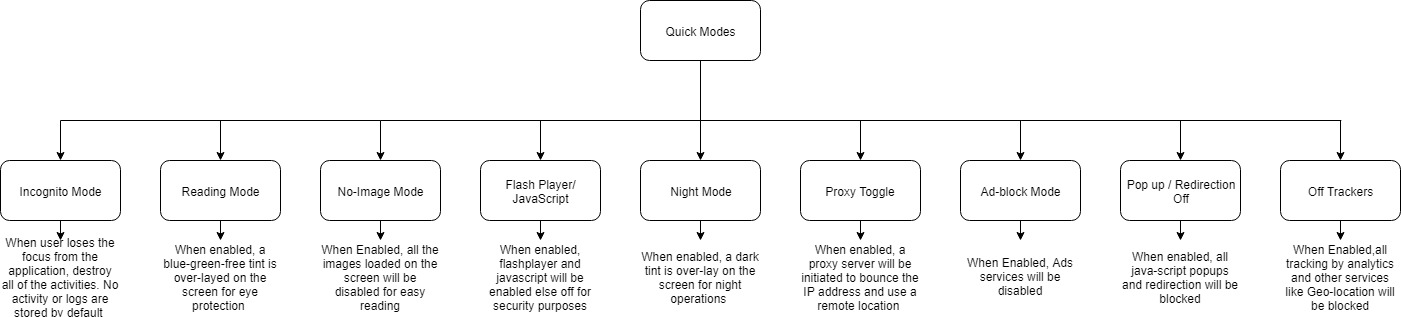 Quick Modes
Incognito Mode
Reading Mode
No-Image Mode
Flash Player/
JavaScript
Night Mode
Proxy Toggle
Ad-block Mode
Pop up / Redirection
Off
Off Trackers
When user loses the
focus from the
application, destroy
all of the activities. No
activity or logs are
stored by default
When enabled, a
blue-green-free tint is
over-layed on the
screen for eye
protection
When Enabled, all the
images loaded on the
screen will be
disabled for easy
reading
When enabled,
flashplayer and
javascript will be
enabled else off for
security purposes
When enabled, a dark
tint is over-lay on the
screen for night
operations
When enabled, a
proxy server will be
initiated to bounce the
IP address and use a
remote location
When Enabled, Ads
services will be
disabled
When enabled, all
java-script popups
and redirection will be
blocked
When Enabled,all
tracking by analytics
and other services
like Geo-location will
be blocked